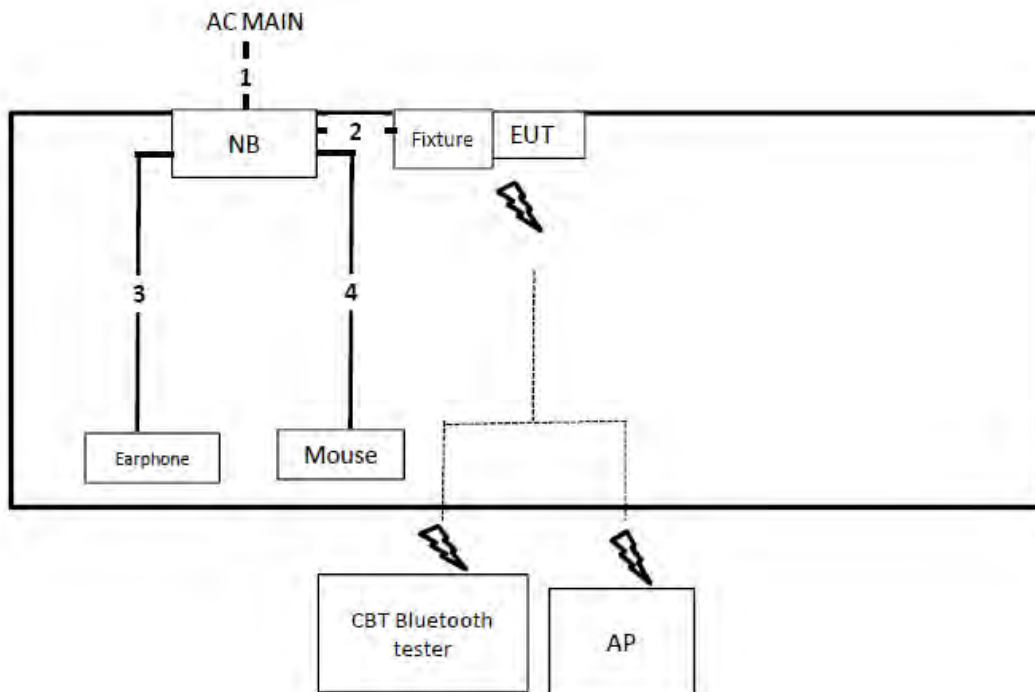 AC MAIN
1
NB
2
Fixture
EUT
3
4
Earphone
Mouse
CBT Bluetooth
tester
AP